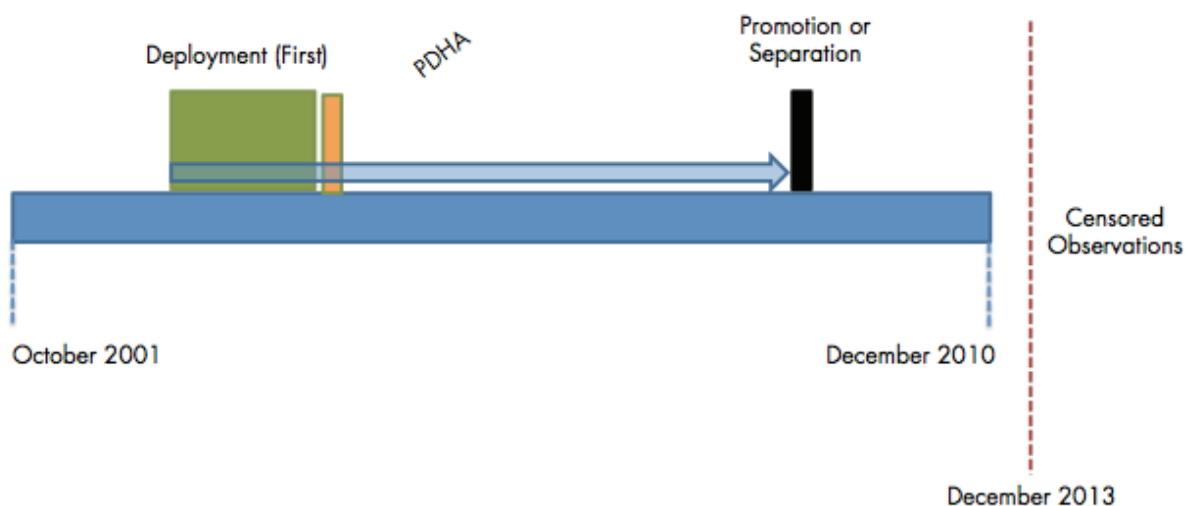 Deployment (First)
PDHA
Promotion or
Separation
Censored
Observations
October 2001
December 2010
December 2013